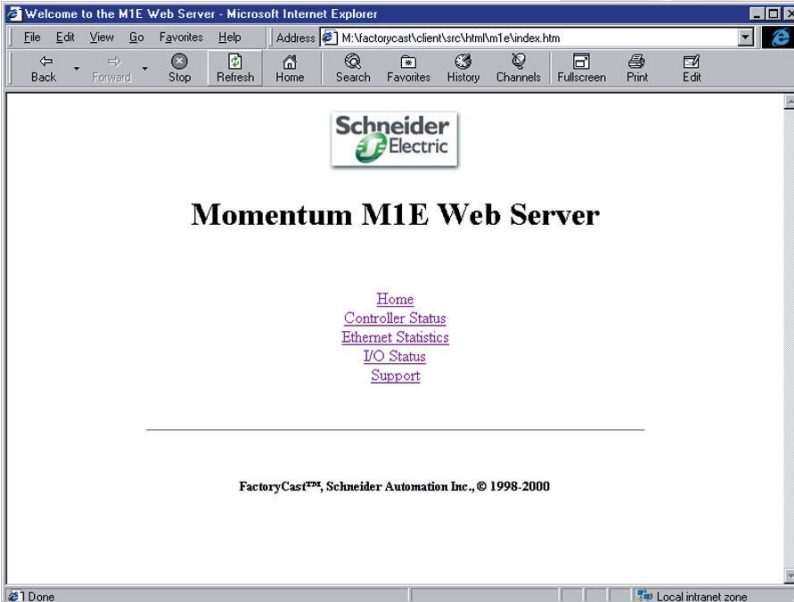 Welcome to the M1E Web Server - Microsoft Internet Explorer
File Edit View Go Favorites Help Address M:\factorycast\client\src\html\m1e\index.htm
Back Forward Stop Refresh Home Search Favorites History Channels Fullscreen Print Edit
Schneider
Electric
Momentum M1E Web Server
Home
Controller Status
Ethernet Statistics
I/O Status
Support
FactoryCast™, Schneider Automation Inc., © 1998-2000
Done Local intranet zone